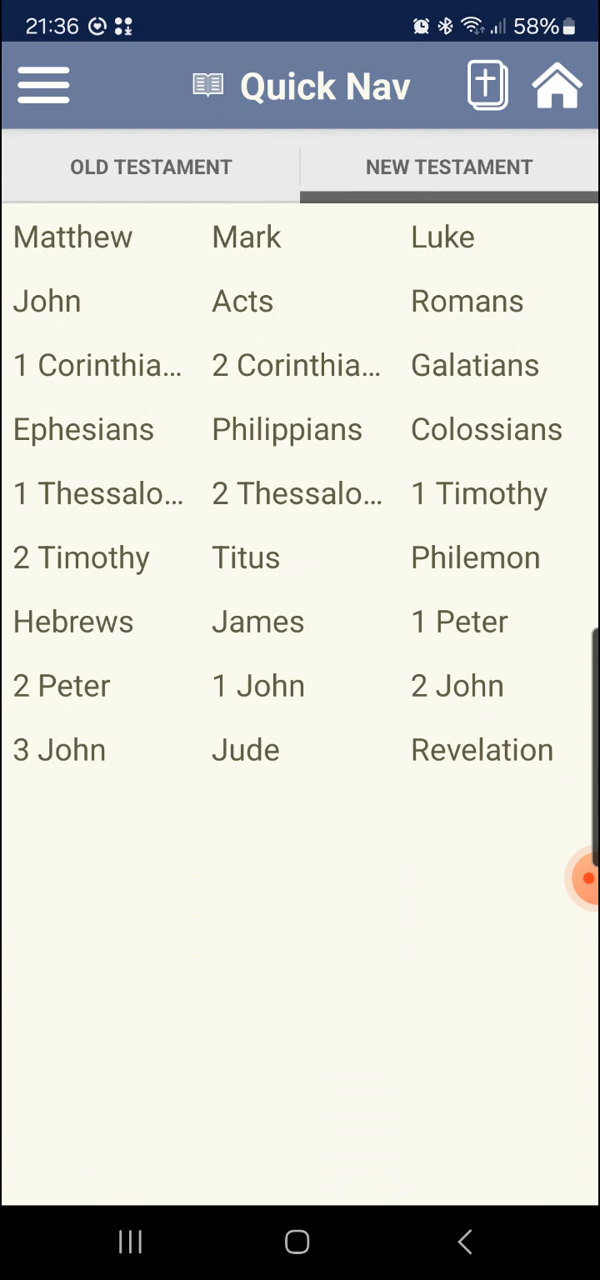 21:36 58%
Quick Nav
OLD TESTAMENT NEW TESTAMENT
Matthew Mark Luke
John Acts Romans
1 Corinthia... 2 Corinthia... Galatians
Ephesians Philippians Colossians
1 Thessalo... 2 Thessalo... 1 Timothy
2 Timothy Titus Philemon
Hebrews James 1 Peter
2 Peter 1 John 2 John
3 John Jude Revelation